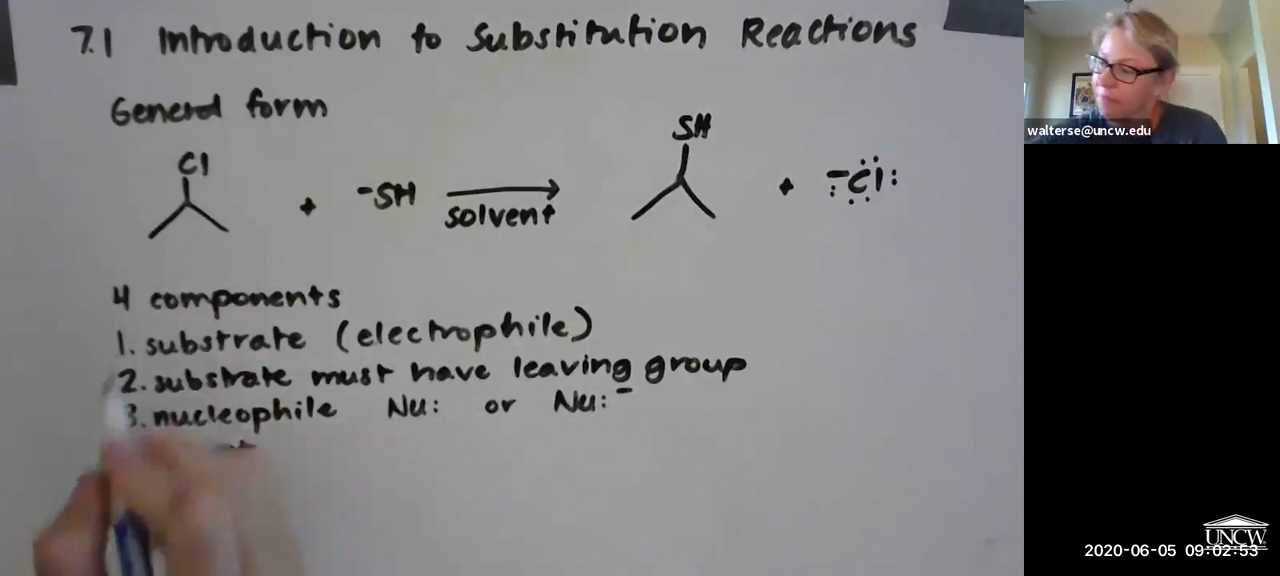 7.1 Introduction to Substitution Reactions
General form
Cl
+ -SH
solvent
SH
+ -:Cl:
4 components
1. substrate (electrophile)
2. substrate must have leaving group
3. nucleophile Nu: or Nu:-
walterse@uncw.edu
UNCW
2020-06-05 09:02:53